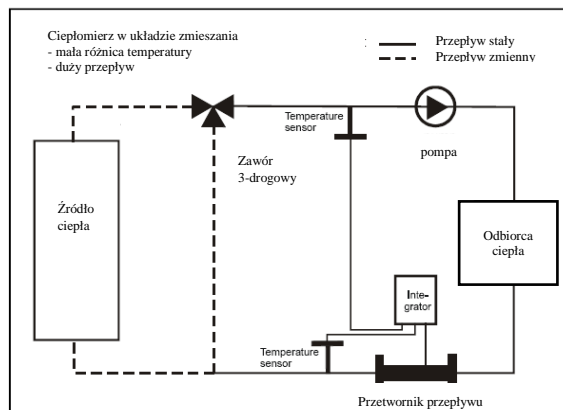 Ciepłomierz w układzie zmieszania
- mała różnica temperatury
- duży przepływ
: Przepływ stały
Przepływ zmienny
Temperature
sensor
pompa
Zawór
3-drogowy
Źródło
ciepła
Odbiorca
ciepła
Inte-
grator
Temperature
sensor
Przetwornik przepływu